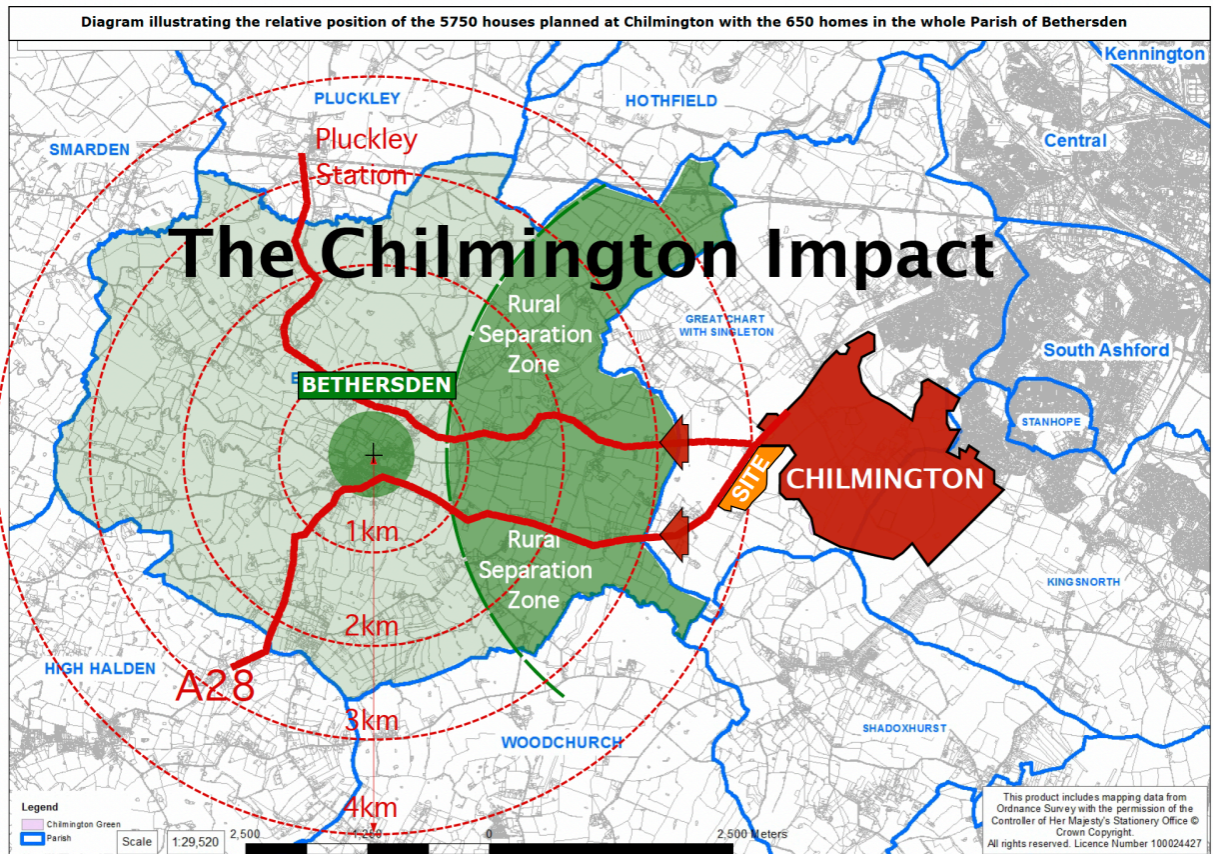 Diagram illustrating the relative position of the 5750 houses planned at Chilmington with the 650 homes in the whole Parish of Bethersden
Kennington
PLUCKLEY
HOTHFIELD
Pluckley
Station
Central
SMARDEN
The Chilmington Impact
Rural
Separation
Zone
GREAT CHART
WITH SINGLETON
South Ashford
BETHERSDEN
STANHOPE
SITE
CHILMINGTON
1km
Rural
Separation
Zone
KINGSNORTH
2km
HIGH HALDEN
A28
3km
WOODCHURCH
SHADOXHURST
4km
Legend
Chilmington Green
Parish
Scale
1:29,520
2,500
1,250
0
2,500 Meters
This product includes mapping data from
Ordnance Survey with the permission of the
Controller of Her Majesty's Stationery Office ©
Crown Copyright.
All rights reserved. Licence Number 100024427